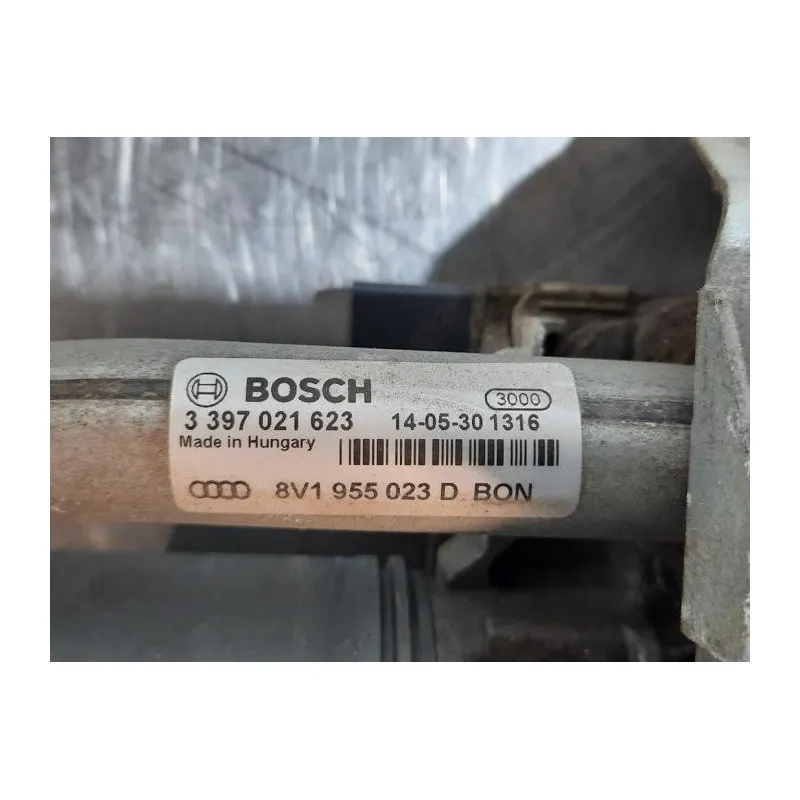 BOSCH 3000
3 397 021 623 14-05-30 1316
Made in Hungary
8V1 955 023 D BON